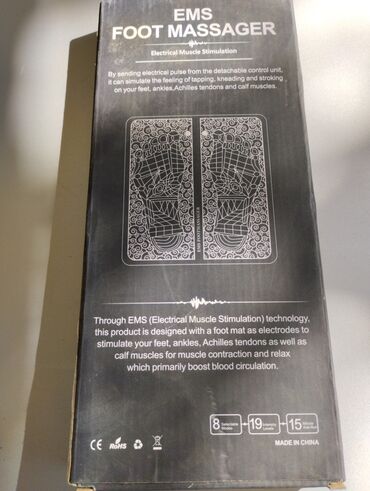 EMS
FOOT MASSAGER
Electrical Muscle Stimulation
By sending electrical pulse from the detachable control unit,
it can simulate the feeling of tapping, kneading and stroking
on your feet, ankles,Achilles tendons and calf muscles.
EMS FOOT MASSAGER
Through EMS (Electrical Muscle Stimulation) technology,
this product is designed with a foot mat as electrodes to
stimulate your feet, ankles, Achilles tendons as well as
calf muscles for muscle contraction and relax
which primarily boost blood circulation.
8 19 15
CE RoHS
MADE IN CHINA